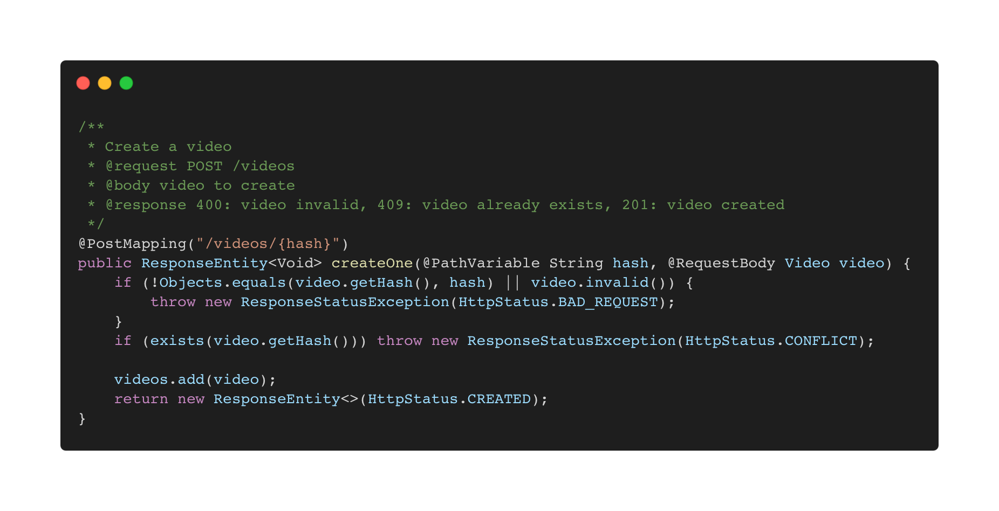 /**
 * Create a video
 * @request POST /videos
 * @body video to create
 * @response 400: video invalid, 409: video already exists, 201: video created
 */
@PostMapping("/videos/{hash}")
public ResponseEntity<Void> createOne(@PathVariable String hash, @RequestBody Video video) {
    if (!Objects.equals(video.getHash(), hash) || video.invalid()) {
        throw new ResponseStatusException(HttpStatus.BAD_REQUEST);
    }
    if (exists(video.getHash())) throw new ResponseStatusException(HttpStatus.CONFLICT);

    videos.add(video);
    return new ResponseEntity<>(HttpStatus.CREATED);
}